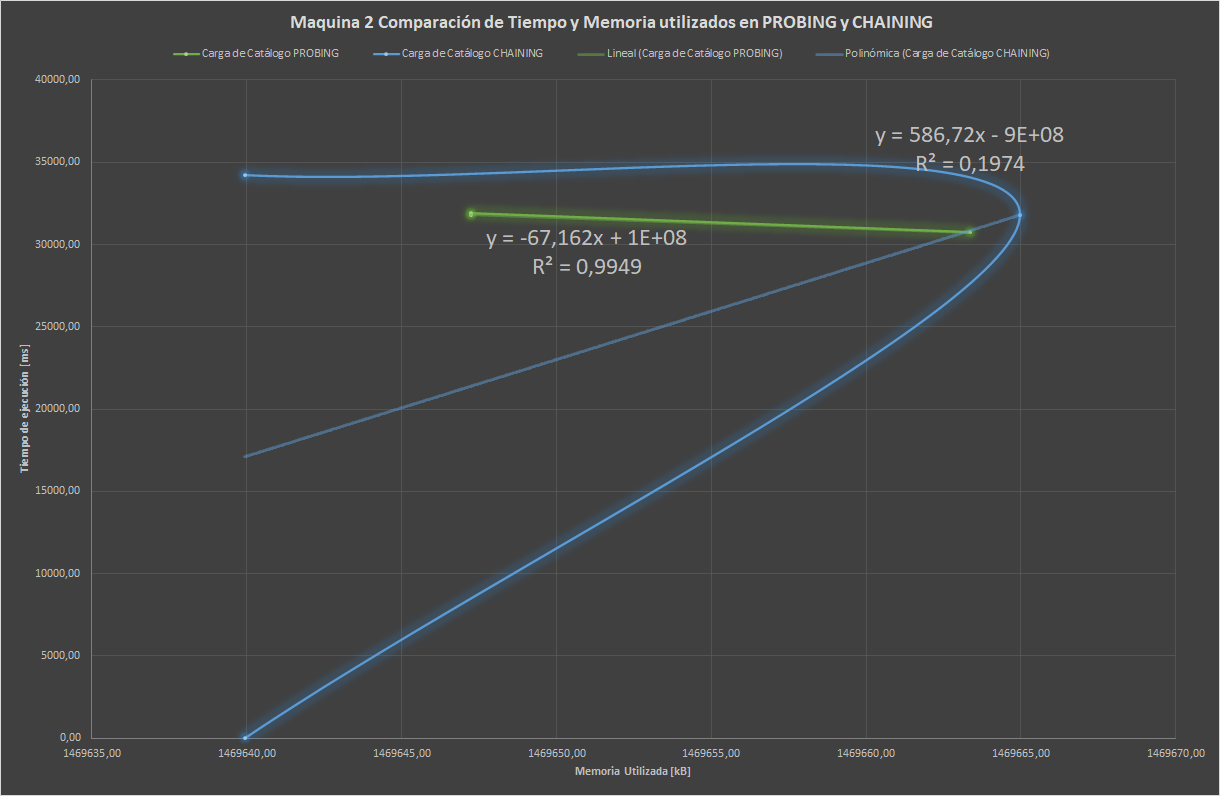 Maquina 2 Comparación de Tiempo y Memoria utilizados en PROBING y CHAINING
Carga de Catálogo PROBING
Carga de Catálogo CHAINING
Lineal (Carga de Catálogo PROBING)
Polinómica (Carga de Catálogo CHAINING)
40000,00
35000,00
30000,00
25000,00
20000,00
15000,00
10000,00
5000,00
0,00
Tiempo de ejecución [ms]
y = 586,72x - 9E+08
R² = 0,1974
y = -67,162x + 1E+08
R² = 0,9949
1469635,00
1469640,00
1469645,00
1469650,00
1469655,00
1469660,00
1469665,00
1469670,00
Memoria Utilizada [kB]